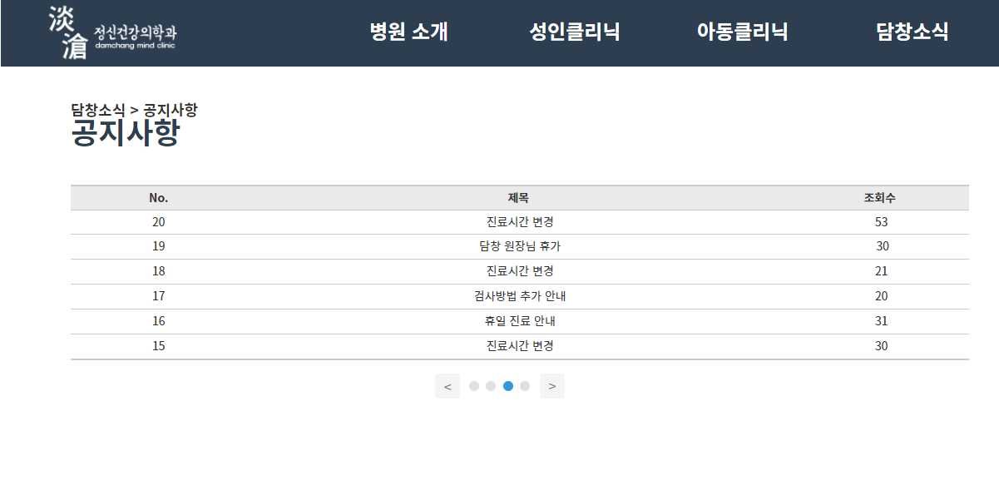 淡滄 정신건강의학과
damchang mind clinic
병원 소개 성인클리닉 아동클리닉 담창소식
담창소식 > 공지사항
공지사항
No. 제목 조회수
20 진료시간 변경 53
19 담창 원장님 휴가 30
18 진료시간 변경 21
17 검사방법 추가 안내 20
16 휴일 진료 안내 31
15 진료시간 변경 30
< >